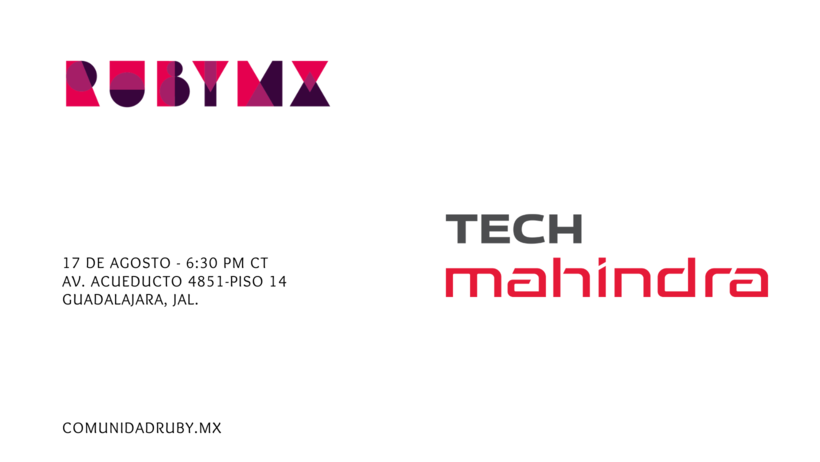 RUBYMX
TECH
mahindra
17 DE AGOSTO - 6:30 PM CT
AV. ACUEDUCTO 4851-PISO 14
GUADALAJARA, JAL.
COMUNIDADRUBY.MX